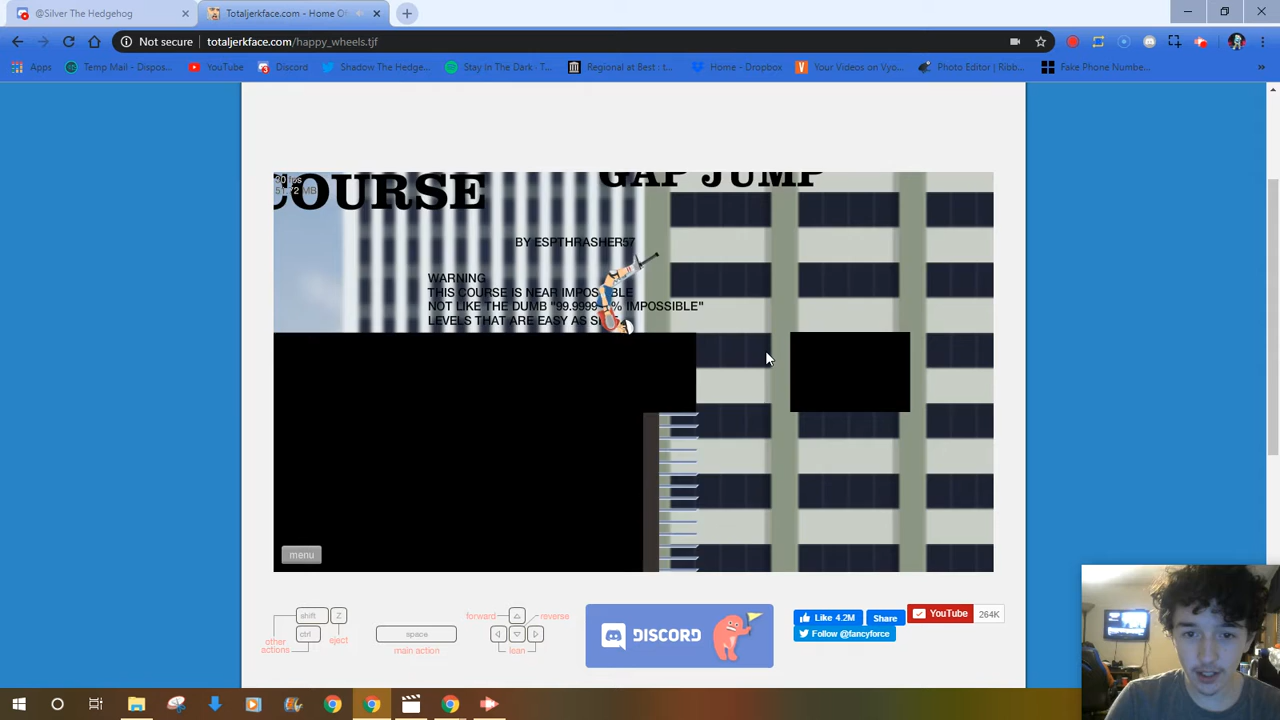 @Silver The Hedgehog
Totaljerkface.com - Home Of
Not secure
totaljerkface.com/happy_wheels.tjf
Apps
Temp Mail - Dispos...
YouTube
Discord
Shadow The Hedge...
Stay In The Dark · T...
Regional at Best : t...
Home - Dropbox
Your Videos on Vyo...
Photo Editor | Ribb...
Fake Phone Numbe...
COURSE
GAP JUMP
BY ESPTHRASHER57
WARNING
THIS COURSE IS NEAR
NOT LIKE THE DUMB
IMPOSSIBLE"
LEVELS THAT ARE EASY AS
menu
shift
Z
ctrl
eject
other
actions
space
main action
forward
reverse
lean
DISCORD
Like 4.2M
Share
YouTube
264K
Follow @fancyforce